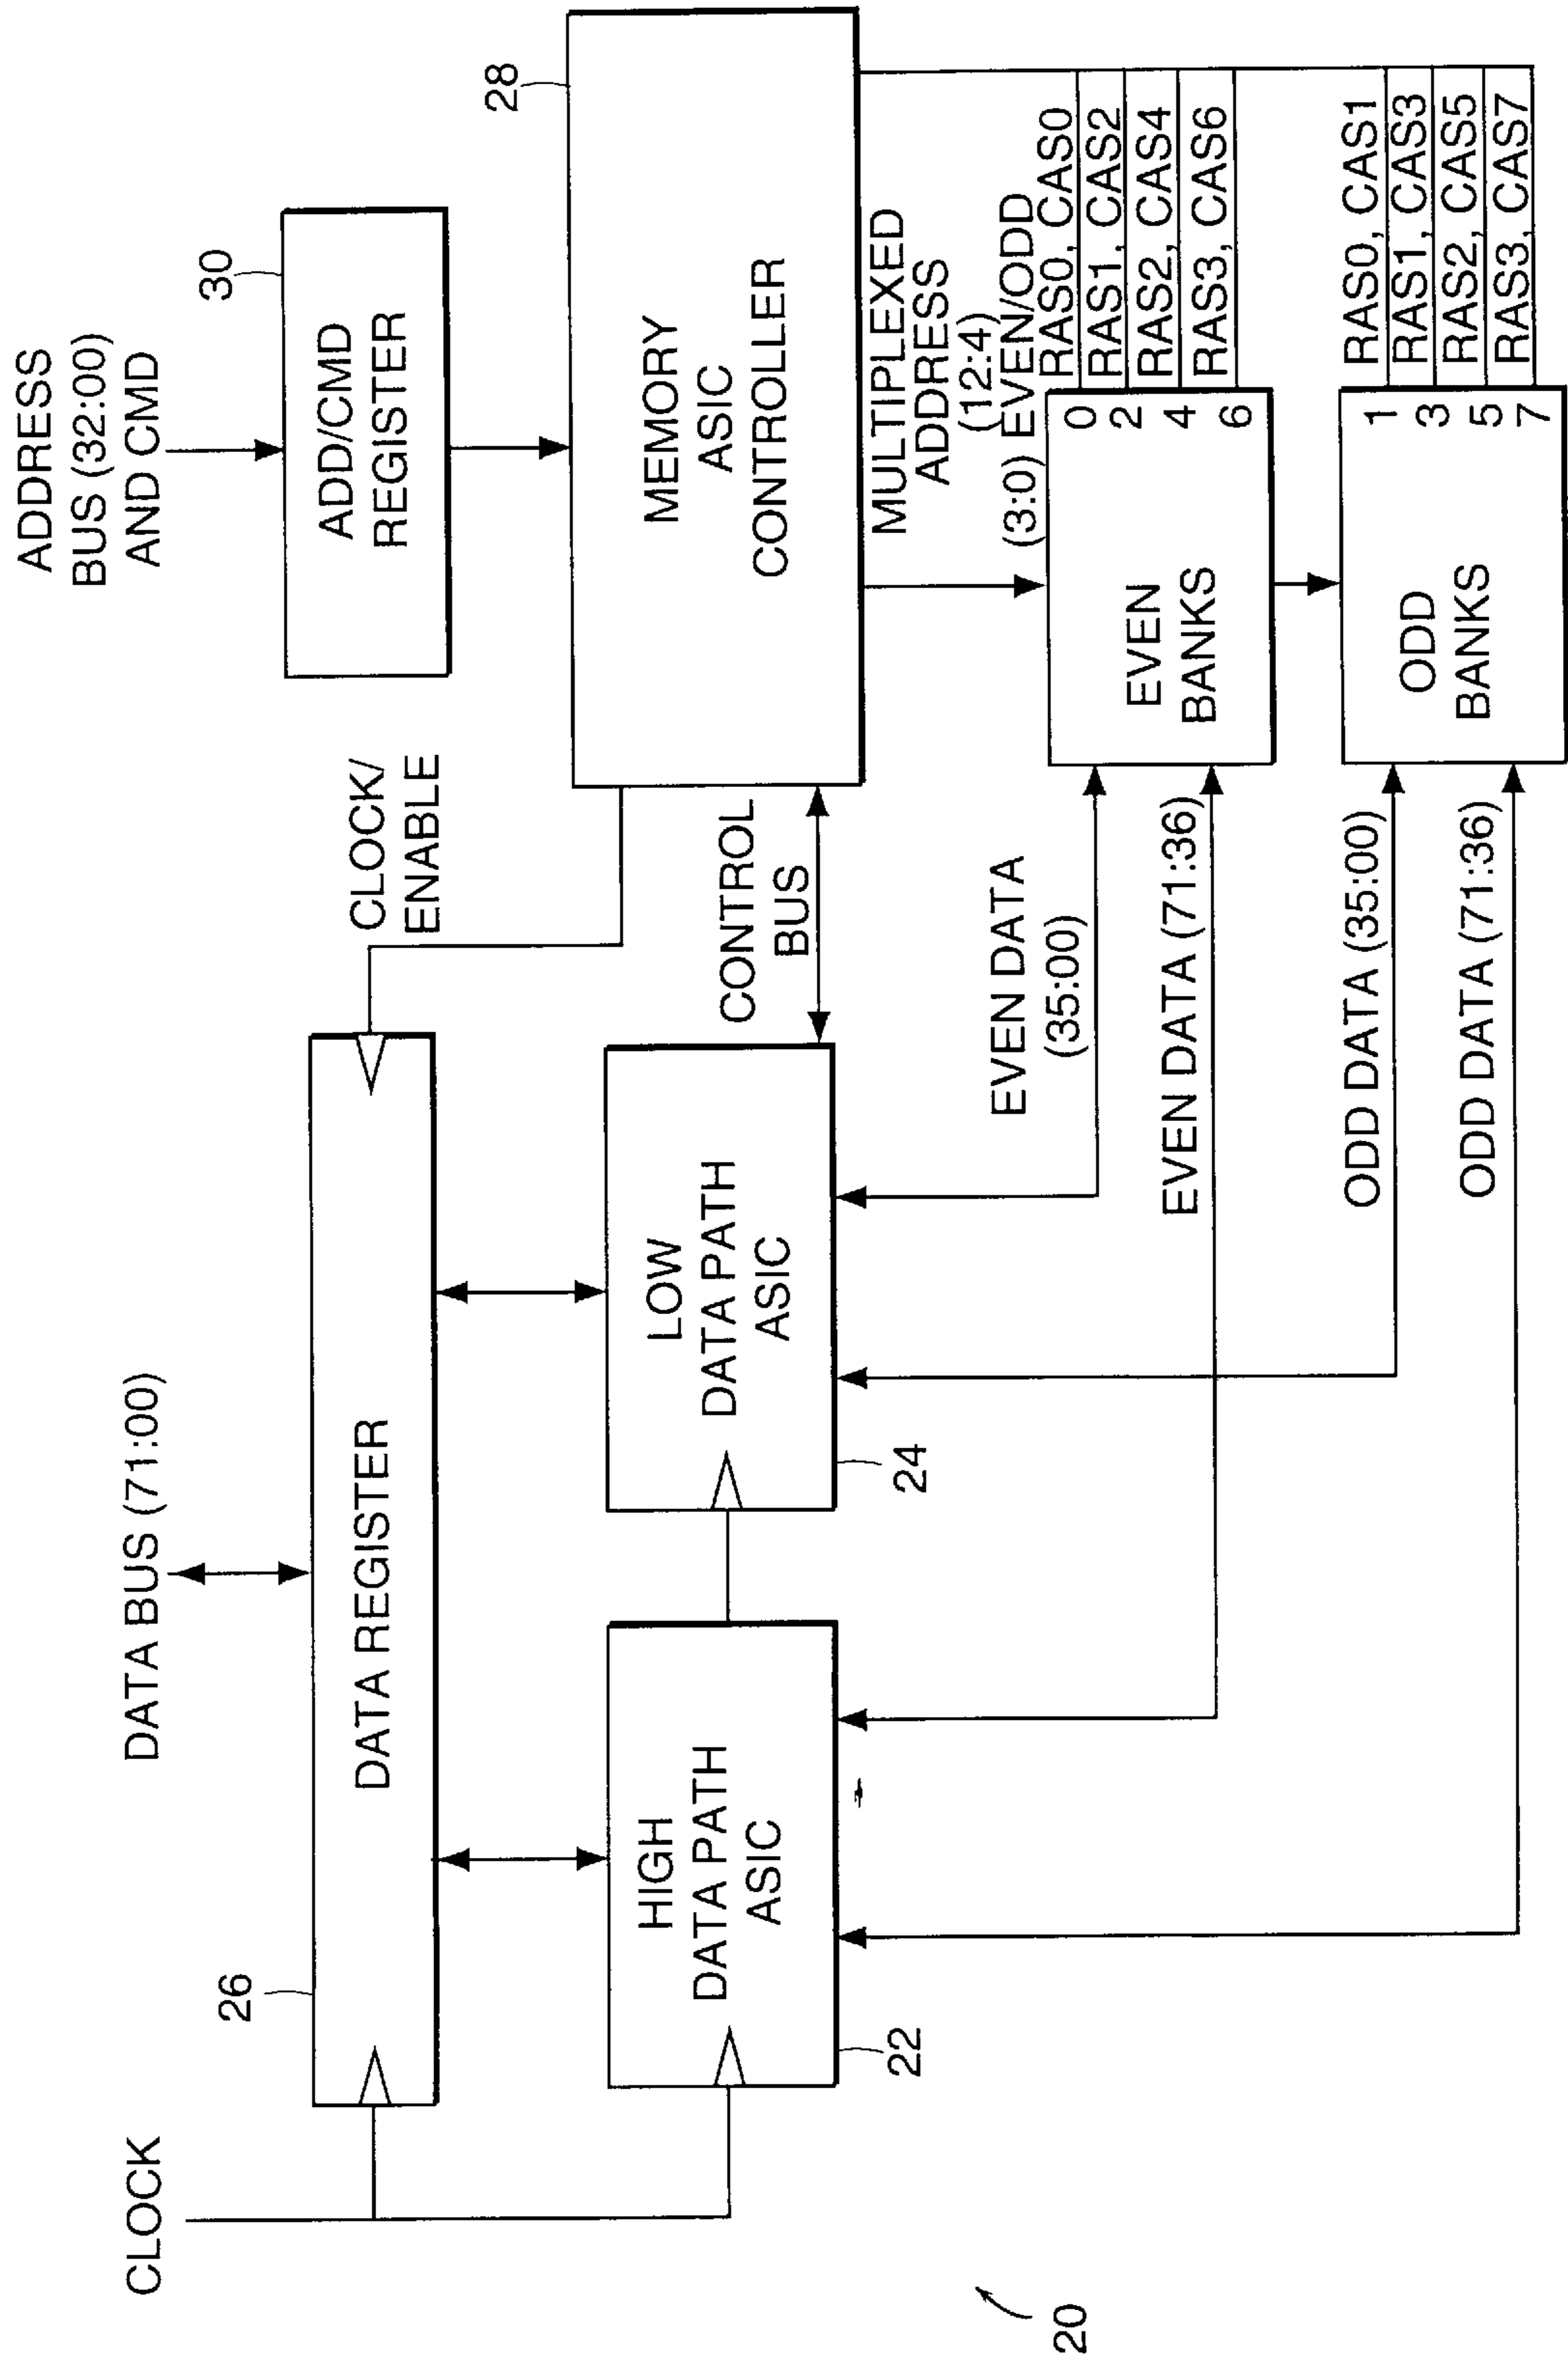 ADDRESS
BUS (32:00)
AND CMD
30
ADD/CMD
REGISTER
28
MEMORY
ASIC
CONTROLLER
CLOCK/
ENABLE
CONTROL
BUS
MULTIPLEXED
ADDRESS
(12:4)
(3:0) EVEN/ODD
RAS0, CAS0
RAS1, CAS2
RAS2, CAS4
RAS3, CAS6
0
2
4
6
EVEN
BANKS
RAS0, CAS1
RAS1, CAS3
RAS2, CAS5
RAS3, CAS7
1
3
5
7
ODD
BANKS
DATA BUS (71:00)
26
DATA REGISTER
LOW
DATA PATH
ASIC
24
HIGH
DATA PATH
ASIC
22
EVEN DATA
(35:00)
EVEN DATA (71:36)
ODD DATA (35:00)
ODD DATA (71:36)
CLOCK
20